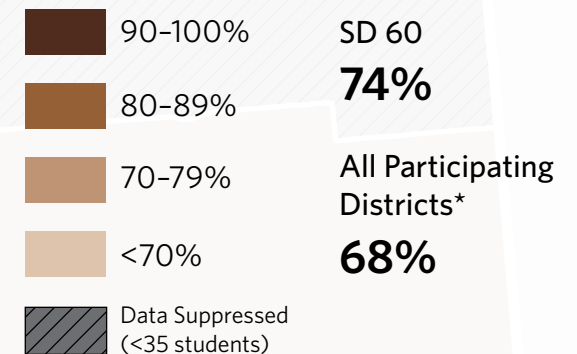 90–100%
80–89%
70–79%
<70%
Data Suppressed
(<35 students)
SD 60
74%
All Participating
Districts*
68%